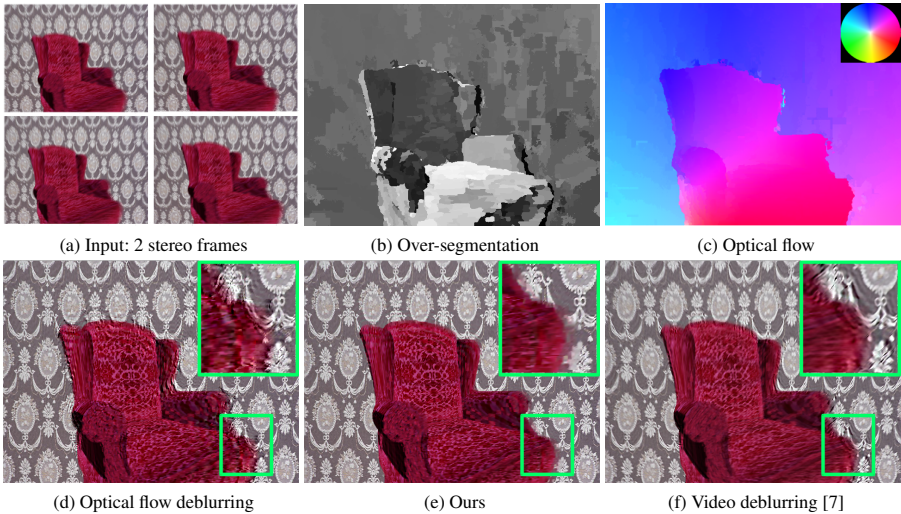 (a) Input: 2 stereo frames
(b) Over-segmentation
(c) Optical flow
(d) Optical flow deblurring
(e) Ours
(f) Video deblurring [7]